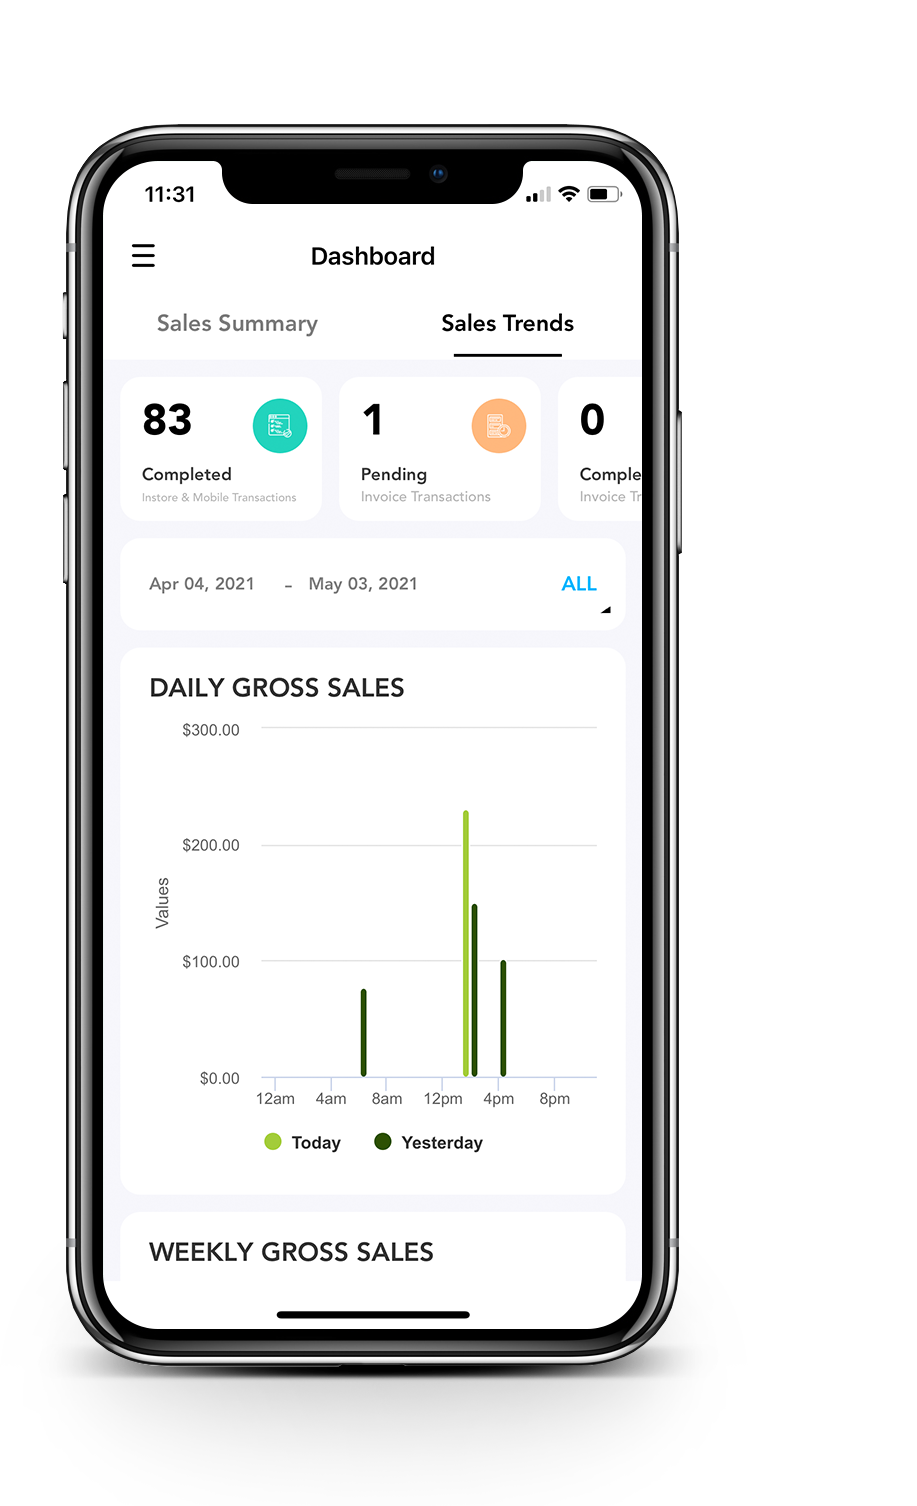 11:31
Dashboard
Sales Summary Sales Trends
83 1 0
Completed Pending Comple
Instore & Mobile Transactions Invoice Transactions Invoice Tr
Apr 04, 2021 - May 03, 2021 ALL
DAILY GROSS SALES
$300.00
$200.00
Values
$100.00
$0.00
12am 4am 8am 12pm 4pm 8pm
Today Yesterday
WEEKLY GROSS SALES